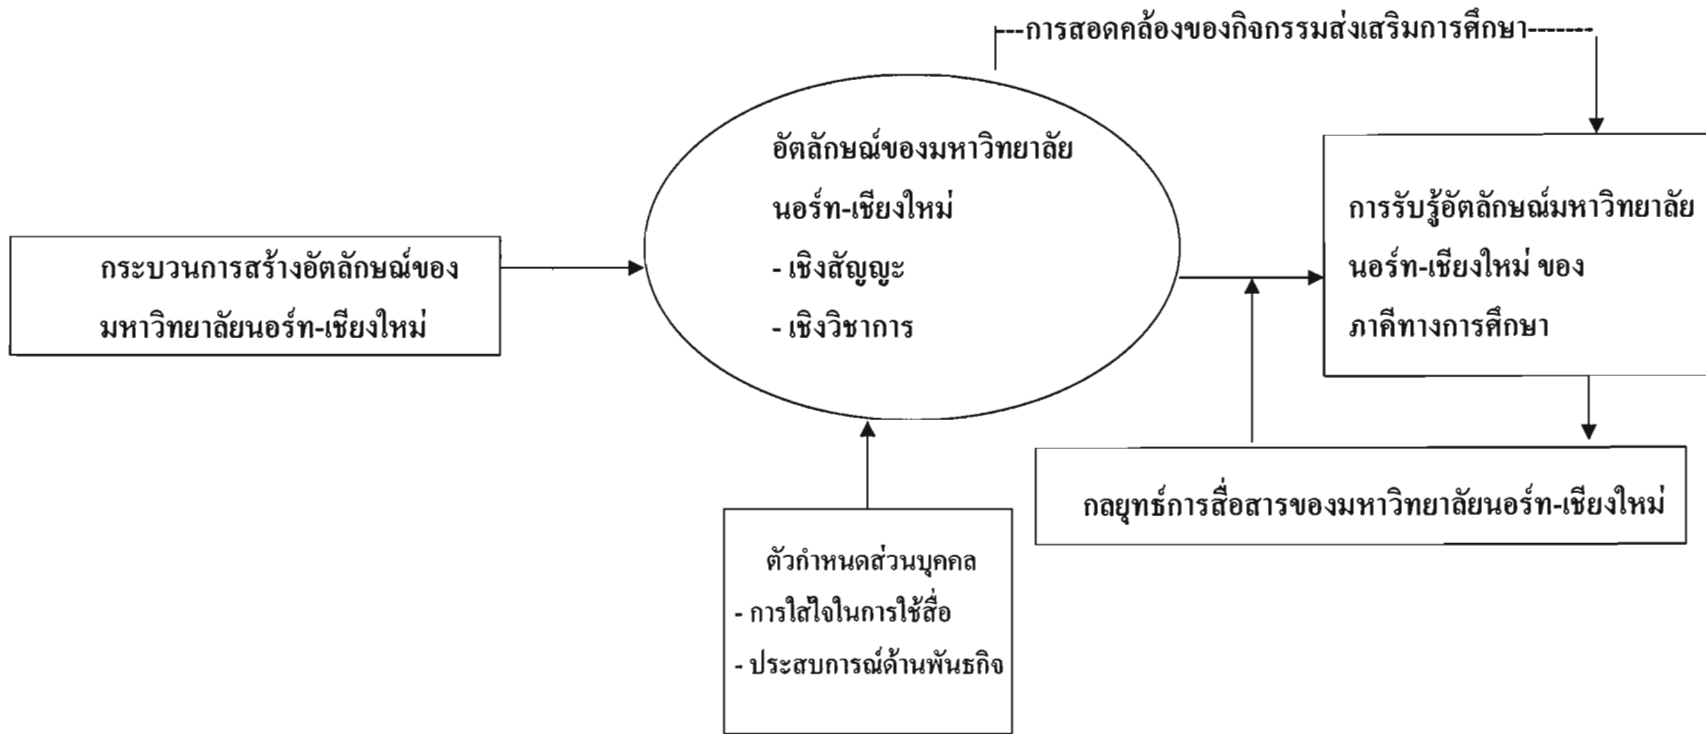 ---การสอดคล้องของกิจกรรมส่งเสริมการศึกษา-------
อัตลักษณ์ของมหาวิทยาลัย
นอร์ท-เชียงใหม่
- เชิงสัญญะ
- เชิงวิชาการ
การรับรู้อัตลักษณ์มหาวิทยาลัย
นอร์ท-เชียงใหม่ ของ
ภาคีทางการศึกษา
กระบวนการสร้างอัตลักษณ์ของ
มหาวิทยาลัยนอร์ท-เชียงใหม่
กลยุทธ์การสื่อสารของมหาวิทยาลัยนอร์ท-เชียงใหม่
ตัวกำหนดส่วนบุคคล
- การใส่ใจในการใช้สื่อ
- ประสบการณ์ด้านพันธกิจ